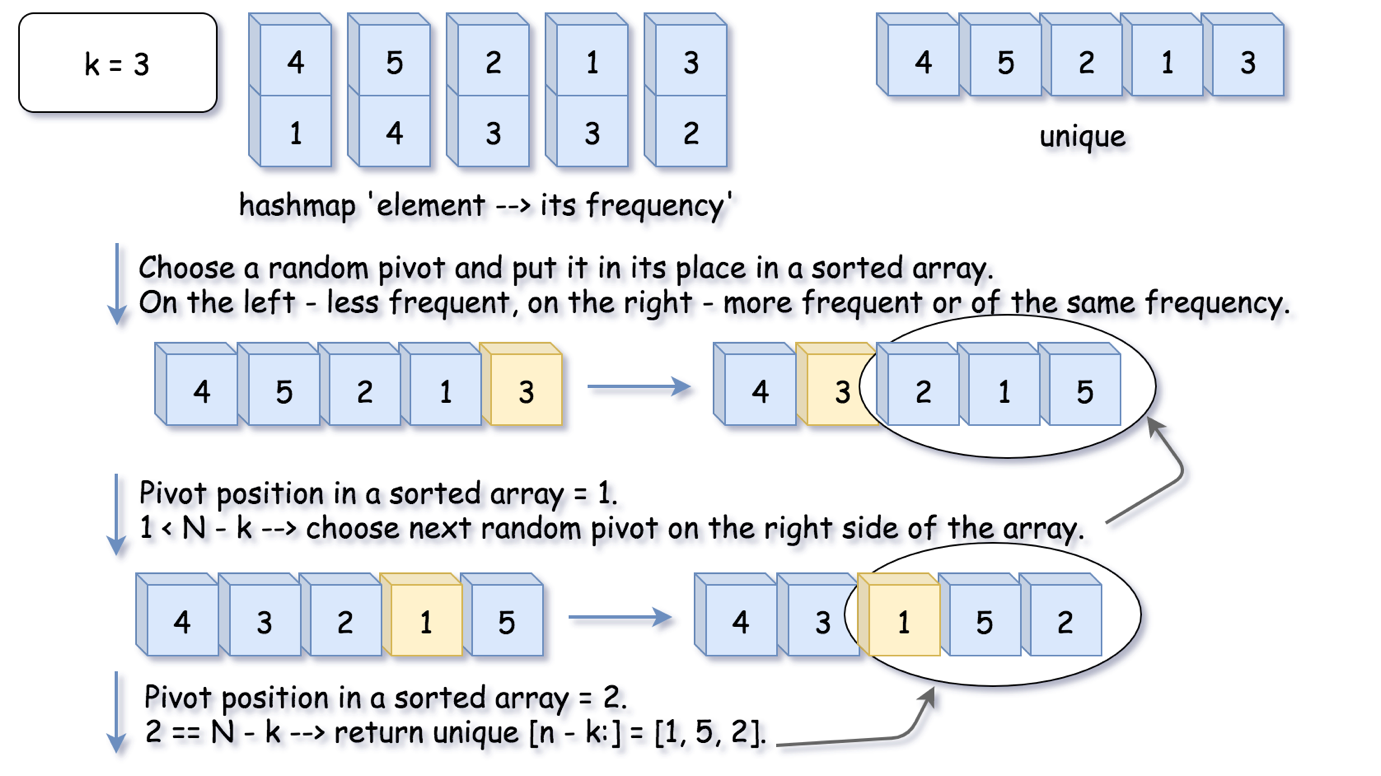 k = 3
4 5 2 1 3
1 4 3 3 2
hashmap 'element --> its frequency'
4 5 2 1 3
unique
Choose a random pivot and put it in its place in a sorted array.
On the left - less frequent, on the right - more frequent or of the same frequency.
4 5 2 1 3
4 3 2 1 5
Pivot position in a sorted array = 1.
1 < N - k --> choose next random pivot on the right side of the array.
4 3 2 1 5
4 3 1 5 2
Pivot position in a sorted array = 2.
2 == N - k --> return unique [n - k:] = [1, 5, 2].